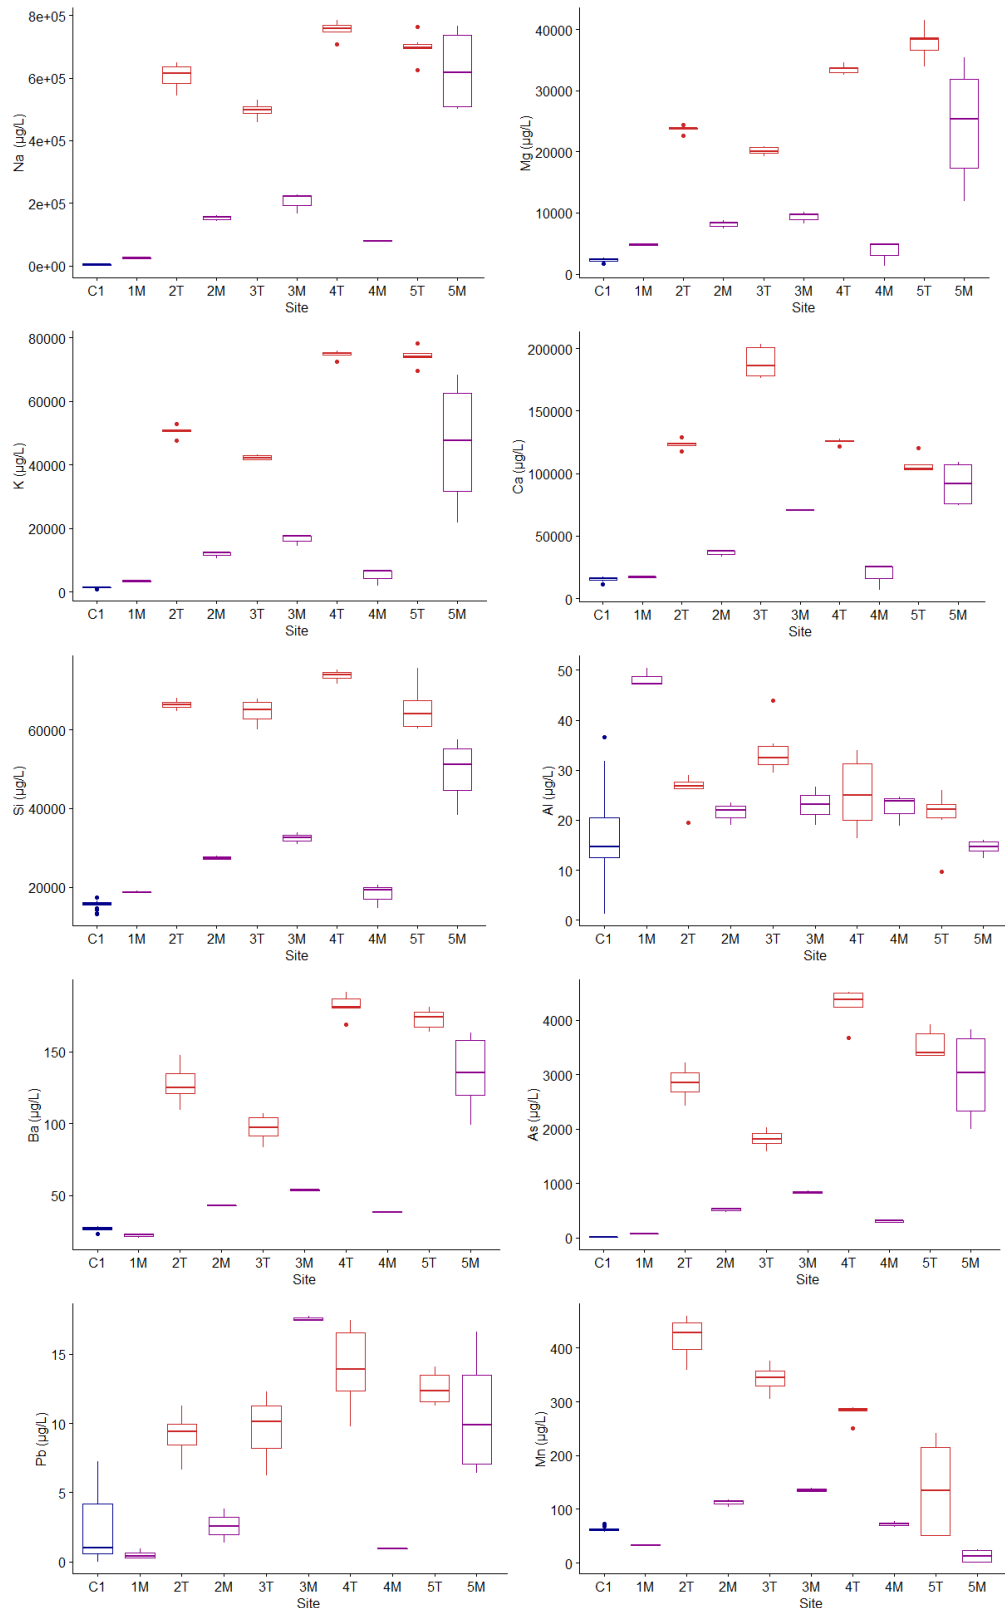 Na (µg/L)
8e+05
6e+05
4e+05
2e+05
0e+00
C1 1M 2T 2M 3T 3M 4T 4M 5T 5M
Site
Mg (µg/L)
40000
30000
20000
10000
0
C1 1M 2T 2M 3T 3M 4T 4M 5T 5M
Site
K (µg/L)
80000
60000
40000
20000
0
C1 1M 2T 2M 3T 3M 4T 4M 5T 5M
Site
Ca (µg/L)
200000
150000
100000
50000
0
C1 1M 2T 2M 3T 3M 4T 4M 5T 5M
Site
Si (µg/L)
60000
40000
20000
C1 1M 2T 2M 3T 3M 4T 4M 5T 5M
Site
Al (µg/L)
50
40
30
20
10
0
C1 1M 2T 2M 3T 3M 4T 4M 5T 5M
Site
Ba (µg/L)
150
100
50
C1 1M 2T 2M 3T 3M 4T 4M 5T 5M
Site
As (µg/L)
4000
3000
2000
1000
0
C1 1M 2T 2M 3T 3M 4T 4M 5T 5M
Site
Pb (µg/L)
15
10
5
0
C1 1M 2T 2M 3T 3M 4T 4M 5T 5M
Site
Mn (µg/L)
400
300
200
100
0
C1 1M 2T 2M 3T 3M 4T 4M 5T 5M
Site